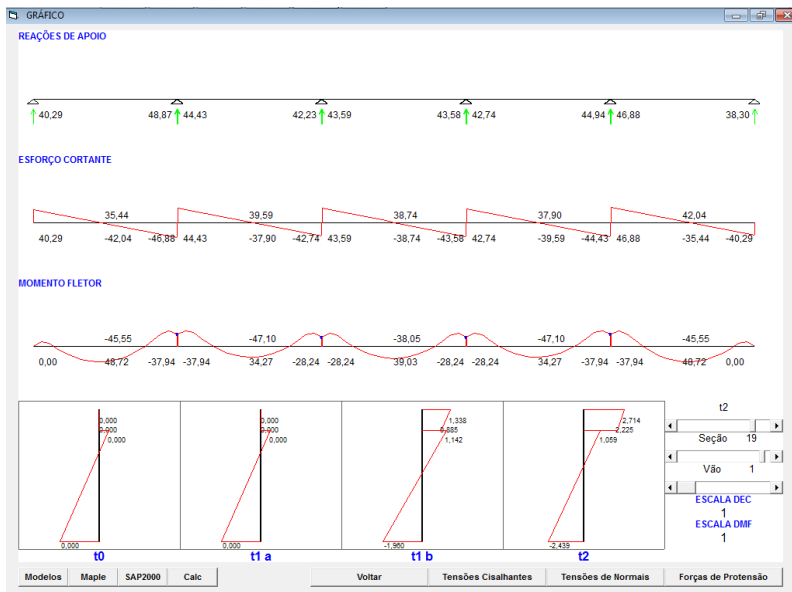 GRÁFICO
REAÇÕES DE APOIO
40,29 48,87 44,43 42,23 43,59 43,58 42,74 44,94 46,88 38,30
ESFORÇO CORTANTE
35,44 39,59 38,74 37,90 42,04
40,29 -42,04 -46,88 44,43 -37,90 -42,74 43,59 -38,74 -43,58 42,74 -39,59 -44,43 46,88 -35,44 -40,29
MOMENTO FLETOR
-45,55 -47,10 -38,05 -47,10 -45,55
0,00 48,72 -37,94 -37,94 34,27 -28,24 -28,24 39,03 -28,24 -28,24 34,27 -37,94 -37,94 48,72 0,00
0,000
0,000
0,000
0,000
t0
0,000
0,000
0,000
0,000
t1 a
1,338
1,142
-1,960
t1 b
2,714
2,225
1,059
-2,439
t2
t2
Seção 19
Vão 1
ESCALA DEC
1
ESCALA DMF
1
Modelos Maple SAP2000 Calc Voltar Tensões Cisalhantes Tensões de Normais Forças de Protensão